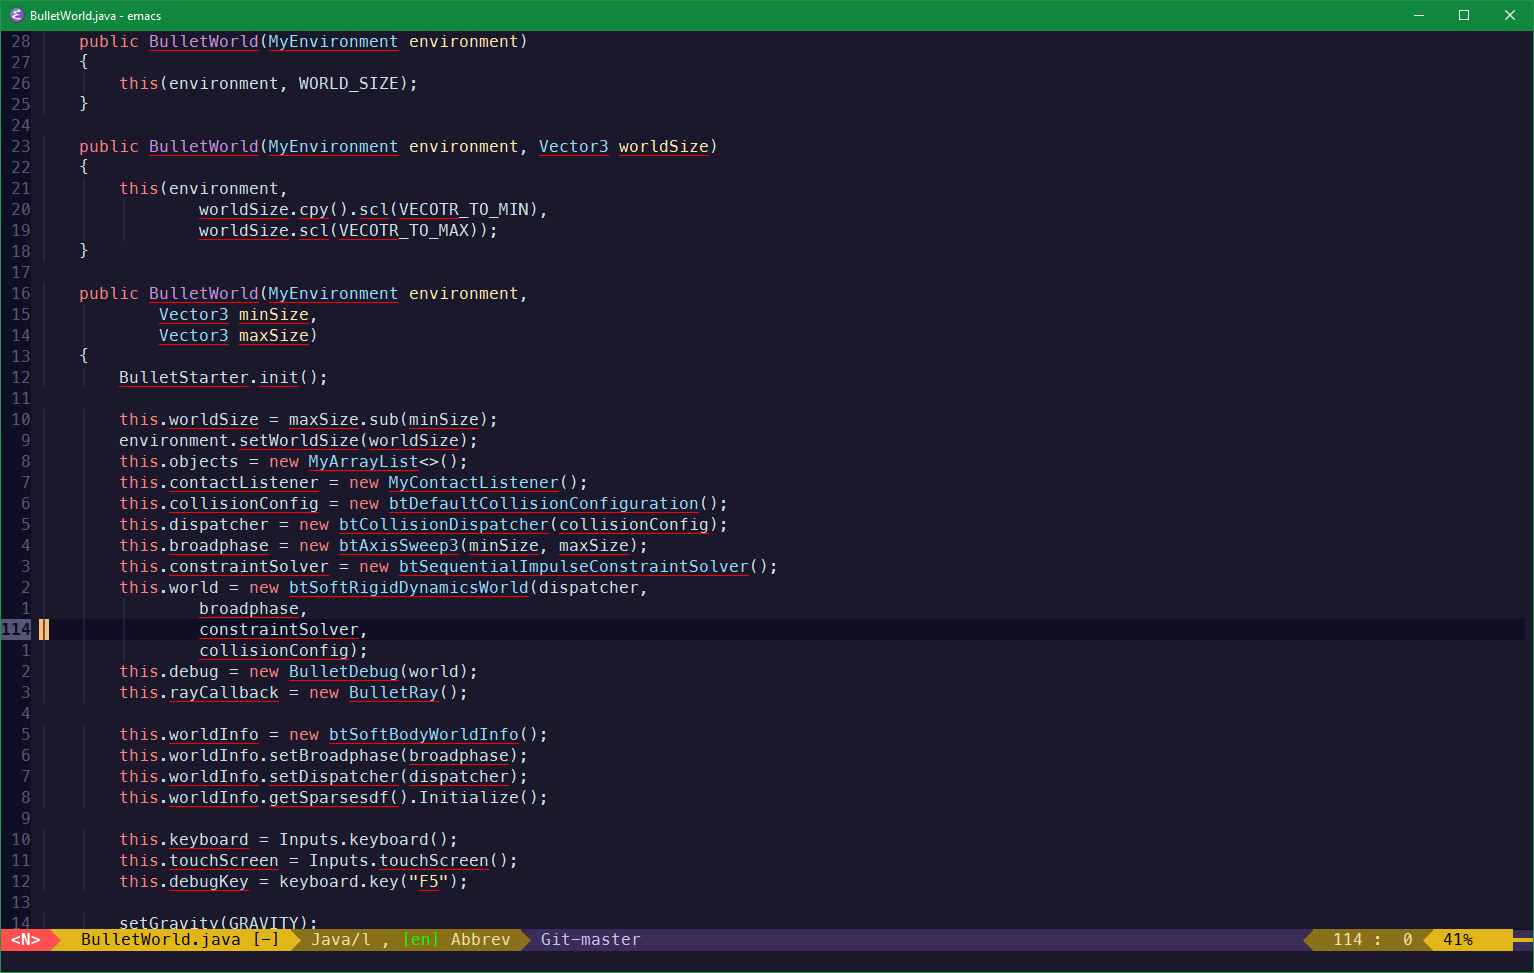 BulletWorld.java - emacs
28 public BulletWorld(MyEnvironment environment)
27 {
26 this(environment, WORLD_SIZE);
25 }
24
23 public BulletWorld(MyEnvironment environment, Vector3 worldSize)
22 {
21 this(environment,
20 worldSize.cpy().scl(VECOTR_TO_MIN),
19 worldSize.scl(VECOTR_TO_MAX));
18 }
17
16 public BulletWorld(MyEnvironment environment,
15 Vector3 minSize,
14 Vector3 maxSize)
13 {
12 BulletStarter.init();
11
10 this.worldSize = maxSize.sub(minSize);
9 environment.setWorldSize(worldSize);
8 this.objects = new MyArrayList<>();
7 this.contactListener = new MyContactListener();
6 this.collisionConfig = new btDefaultCollisionConfiguration();
5 this.dispatcher = new btCollisionDispatcher(collisionConfig);
4 this.broadphase = new btAxisSweep3(minSize, maxSize);
3 this.constraintSolver = new btSequentialImpulseConstraintSolver();
2 this.world = new btSoftRigidDynamicsWorld(dispatcher,
1 broadphase,
114 constraintSolver,
1 collisionConfig);
2 this.debug = new BulletDebug(world);
3 this.rayCallback = new BulletRay();
4
5 this.worldInfo = new btSoftBodyWorldInfo();
6 this.worldInfo.setBroadphase(broadphase);
7 this.worldInfo.setDispatcher(dispatcher);
8 this.worldInfo.getSparsesdf().Initialize();
9
10 this.keyboard = Inputs.keyboard();
11 this.touchScreen = Inputs.touchScreen();
12 this.debugKey = keyboard.key("F5");
13
14 setGravity(GRAVITY);
<N> BulletWorld.java [-] Java/l , [en] Abbrev Git-master 114 : 0 41%